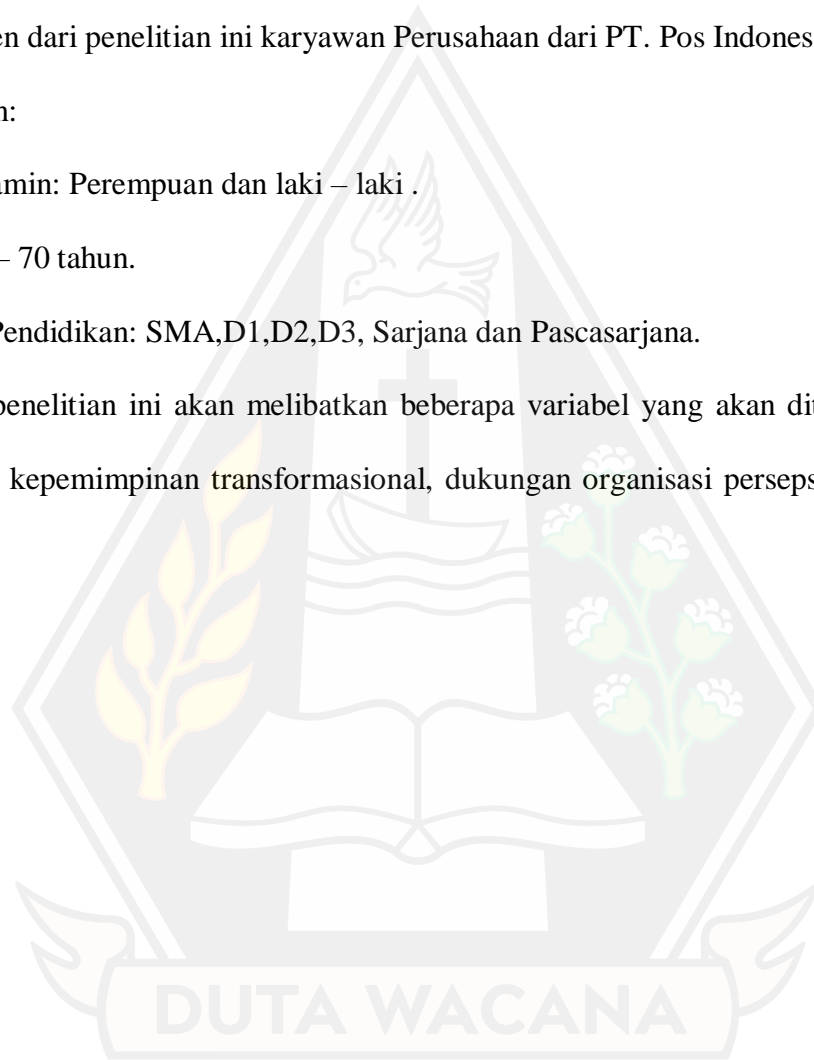 en dari penelitian ini karyawan Perusahaan dari PT. Pos Indones
n:
amin: Perempuan dan laki – laki .
– 70 tahun.
Pendidikan: SMA,D1,D2,D3, Sarjana dan Pascasarjana.
penelitian ini akan melibatkan beberapa variabel yang akan dit
kepemimpinan transformasional, dukungan organisasi perseps
DUTA WACANA